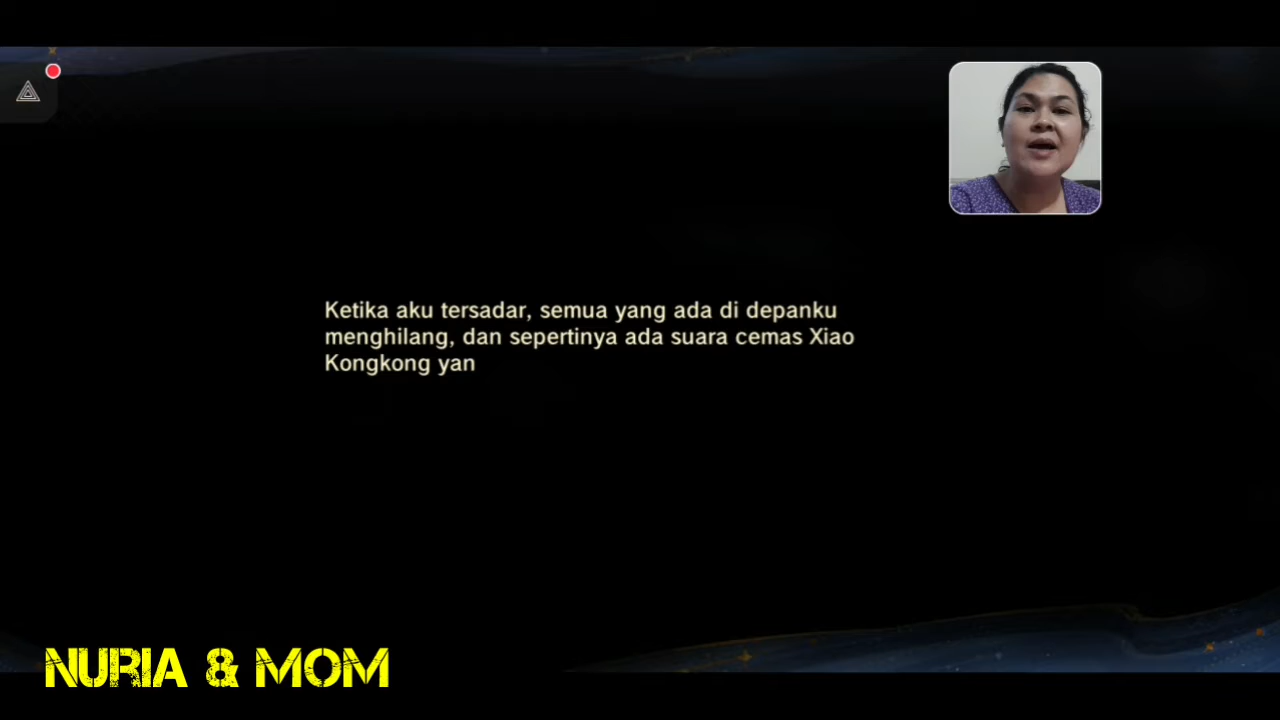 Ketika aku tersadar, semua yang ada di depanku
menghilang, dan sepertinya ada suara cemas Xiao
Kongkong yan
NURIA & MOM